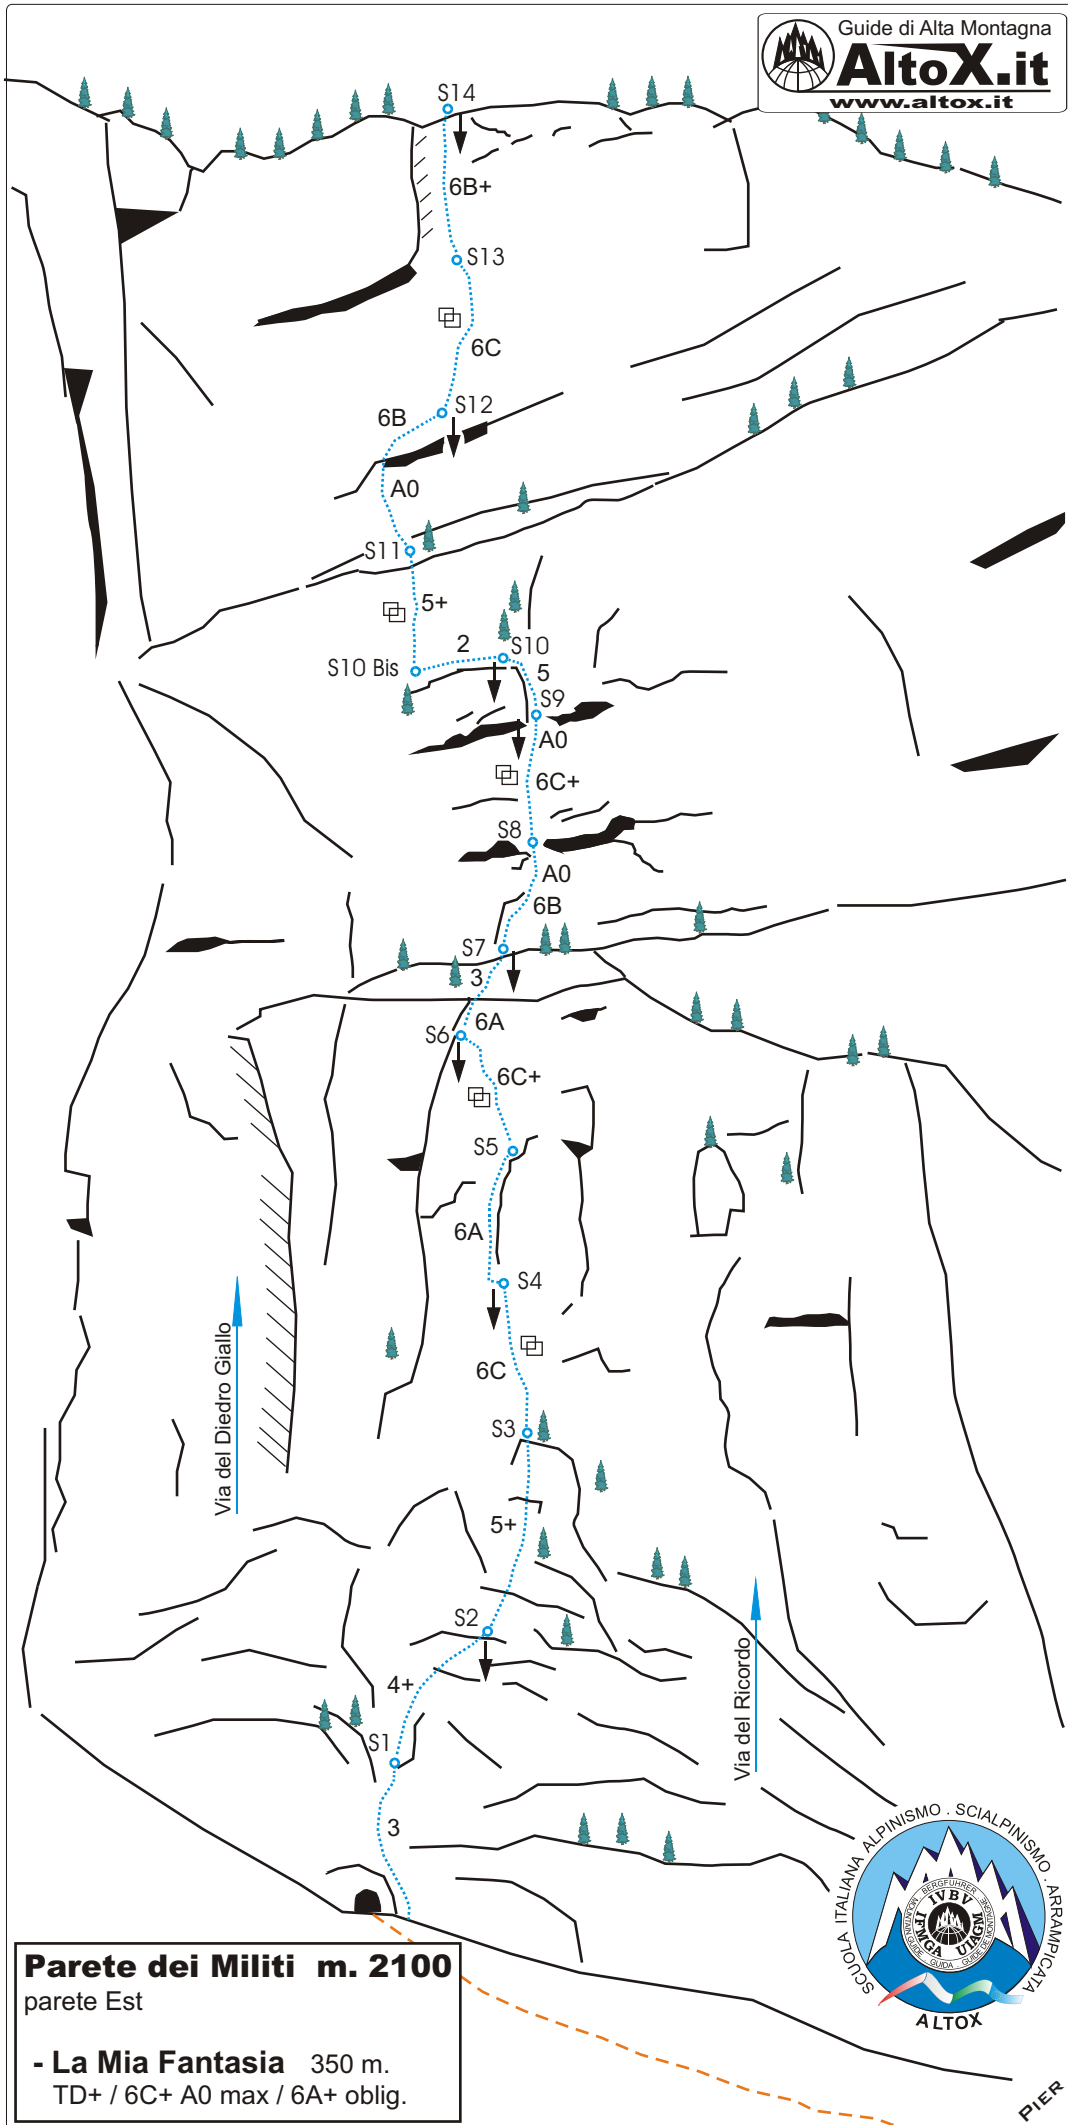 Guide di Alta Montagna
AltoX.it
www.altox.it
S14
6B+
S13
6C
S12
6B
A0
S11
5+
2
S10
S10 Bis
5
S9
A0
6C+
S8
A0
6B
S7
3
6A
S6
6C+
S5
6A
S4
Via del Diedro Giallo
6C
S3
5+
S2
4+
Via del Ricordo
S1
3
SCUOLA ITALIANA ALPINISMO . SCIALPINISMO . ARRAMPICATA
IVBV
UIAGM
IFMGA
ALTOX
Parete dei Militi m. 2100
parete Est
- La Mia Fantasia 350 m.
TD+ / 6C+ A0 max / 6A+ oblig.
PIER